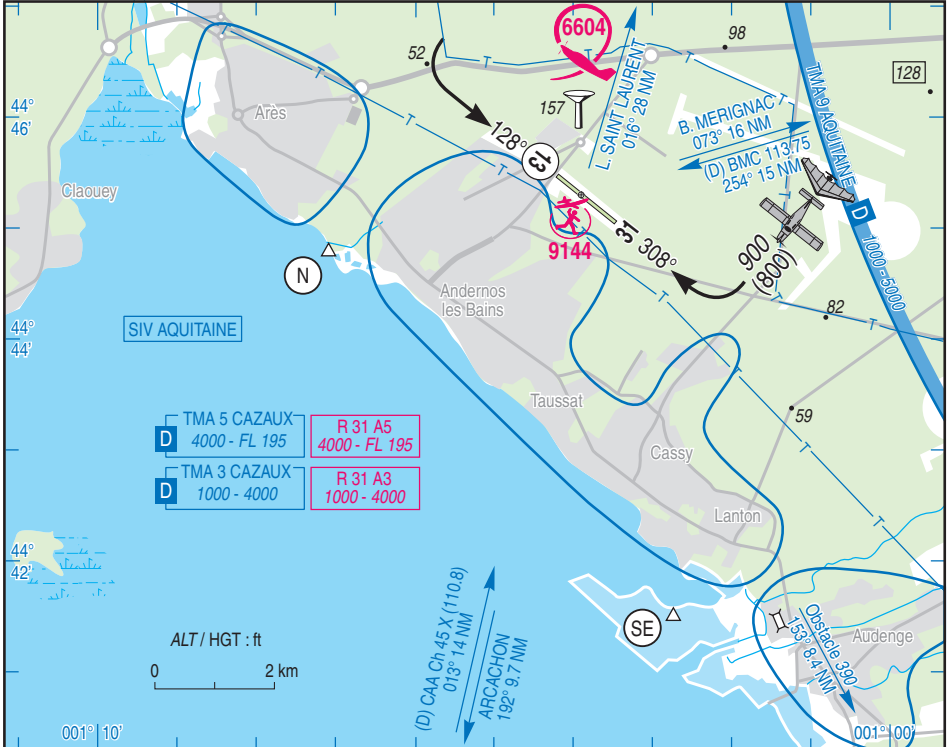 6604
98
52
128
44°
46'
Arès
157
128°
13
L. SAINT LAURENT
016° 28 NM
B. MERIGNAC
073° 16 NM
(D) BMC 113.75
254° 15 NM
TMA 9 AQUITAINE
D
1000 - 5000
Claouey
T
T
T
T
T
T
T
T
T
T
9144
31
308°
900
(800)
N
Andernos
les Bains
82
SIV AQUITAINE
44°
44'
Taussat
59
TMA 5 CAZAUX
D
4000 - FL 195
R 31 A5
4000 - FL 195
TMA 3 CAZAUX
D
1000 - 4000
R 31 A3
1000 - 4000
Cassy
Lanton
44°
42'
SE
Obstacle 390
153° 8.4 NM
Audenge
(D) CAA Ch 45 X (110.8)
013° 14 NM
ARCACHON
192° 9.7 NM
ALT / HGT : ft
0 2 km
001° 10'
001° 00'